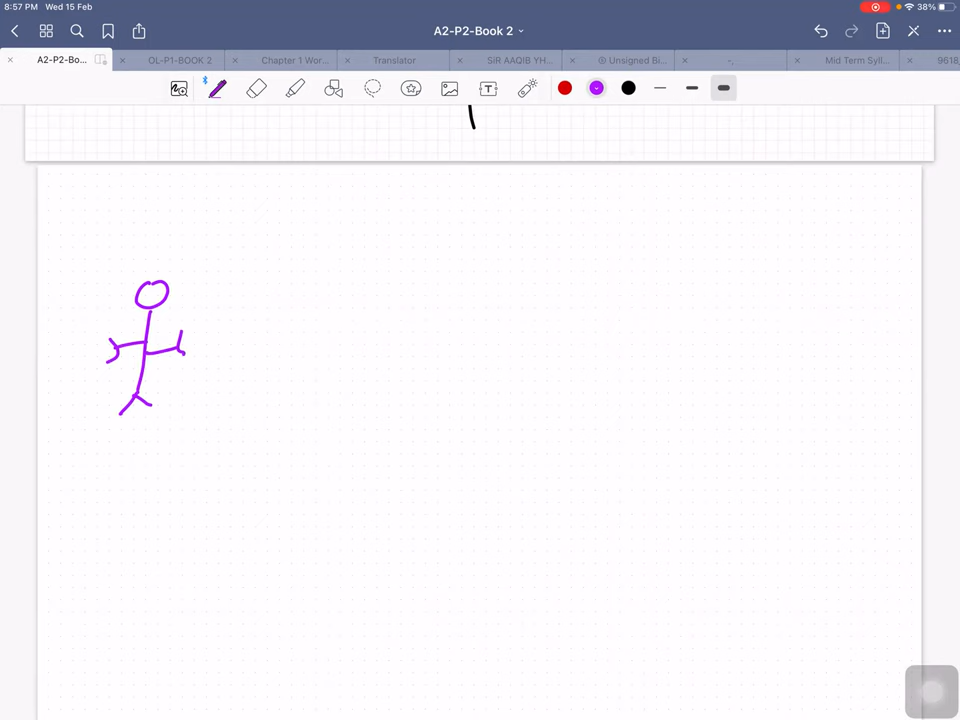 8:57 PM Wed 15 Feb
38%
A2-P2-Book 2
A2-P2-Bo...
OL-P1-BOOK 2
Chapter 1 Wor...
Translator
SiR AAQIB YH...
Unsigned Bi...
-,
Mid Term Syll...
9618_
T